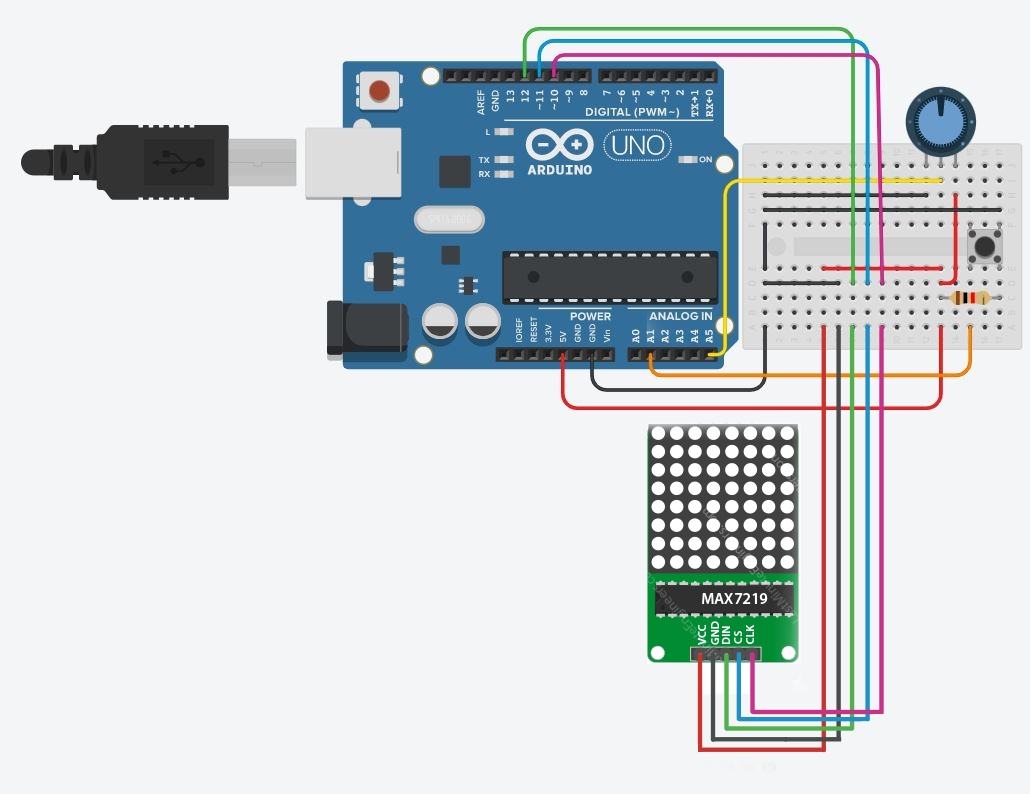 AREF
GND
13
12
~11
~10
~9
8
7
~6
~5
4
~3
2
TX→1
RX←0
DIGITAL (PWM~)
L
TX
RX
UNO
ON
ARDUINO
IOREF
RESET
3.3V
5V
GND
GND
Vin
POWER
ANALOG IN
A0
A1
A2
A3
A4
A5
MAX7219
VCC
GND
DIN
CS
CLK